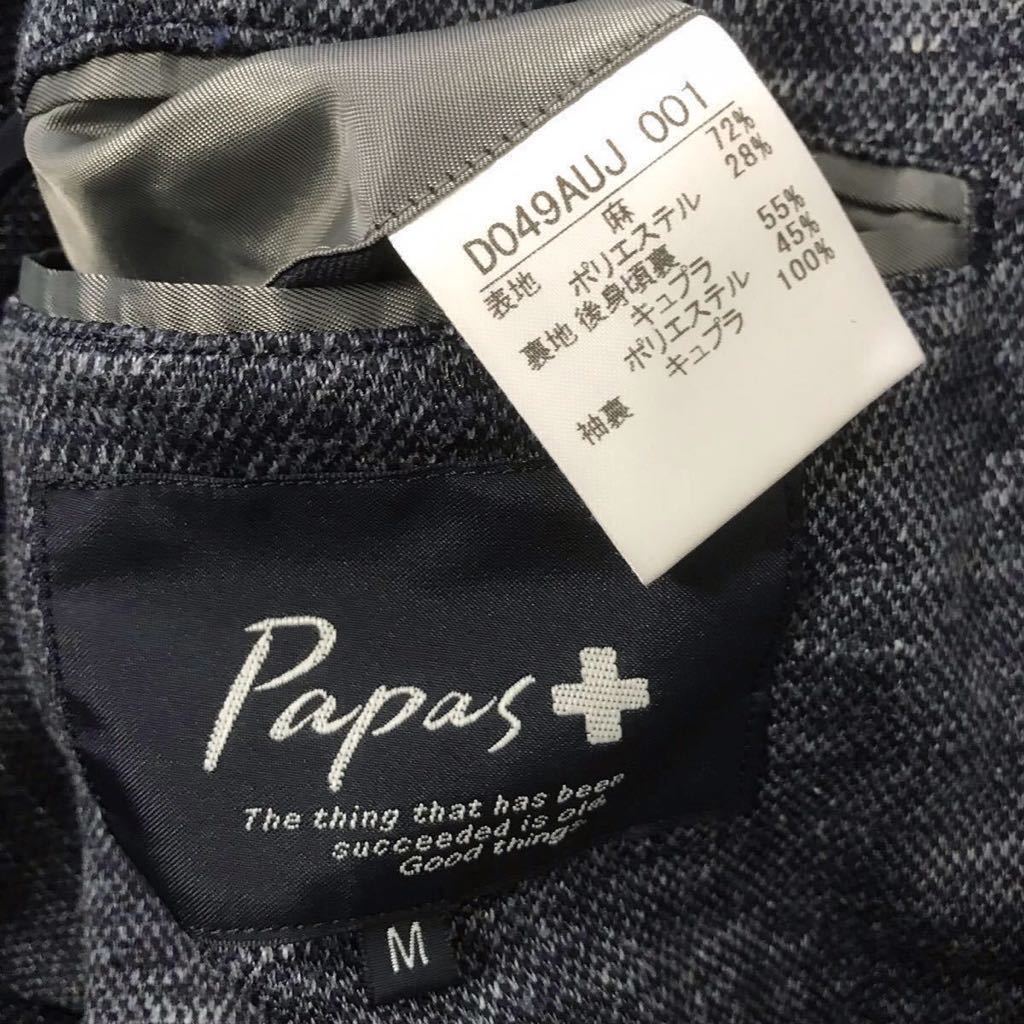 D049AUJ 001
表地 麻 72%
ポリエステル 28%
裏地 後身頃裏
キュプラ 55%
ポリエステル 45%
袖裏 キュプラ 100%
Papas+
The thing that has been
succeeded is old.
Good things.
M